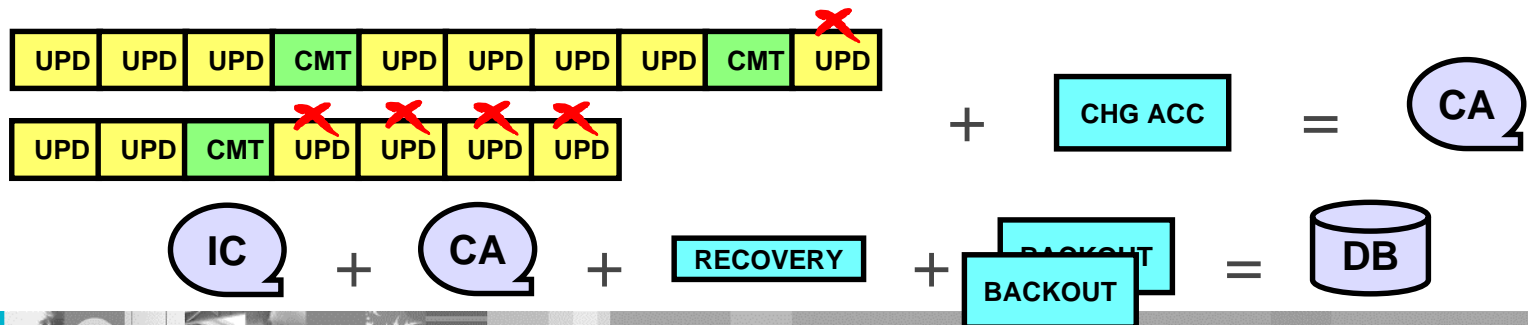 UPD UPD UPD CMT UPD UPD UPD UPD CMT UPD
UPD UPD CMT UPD UPD UPD UPD + CHG ACC = CA
IC + CA + RECOVERY + BACKOUT = DB
BACKOUT